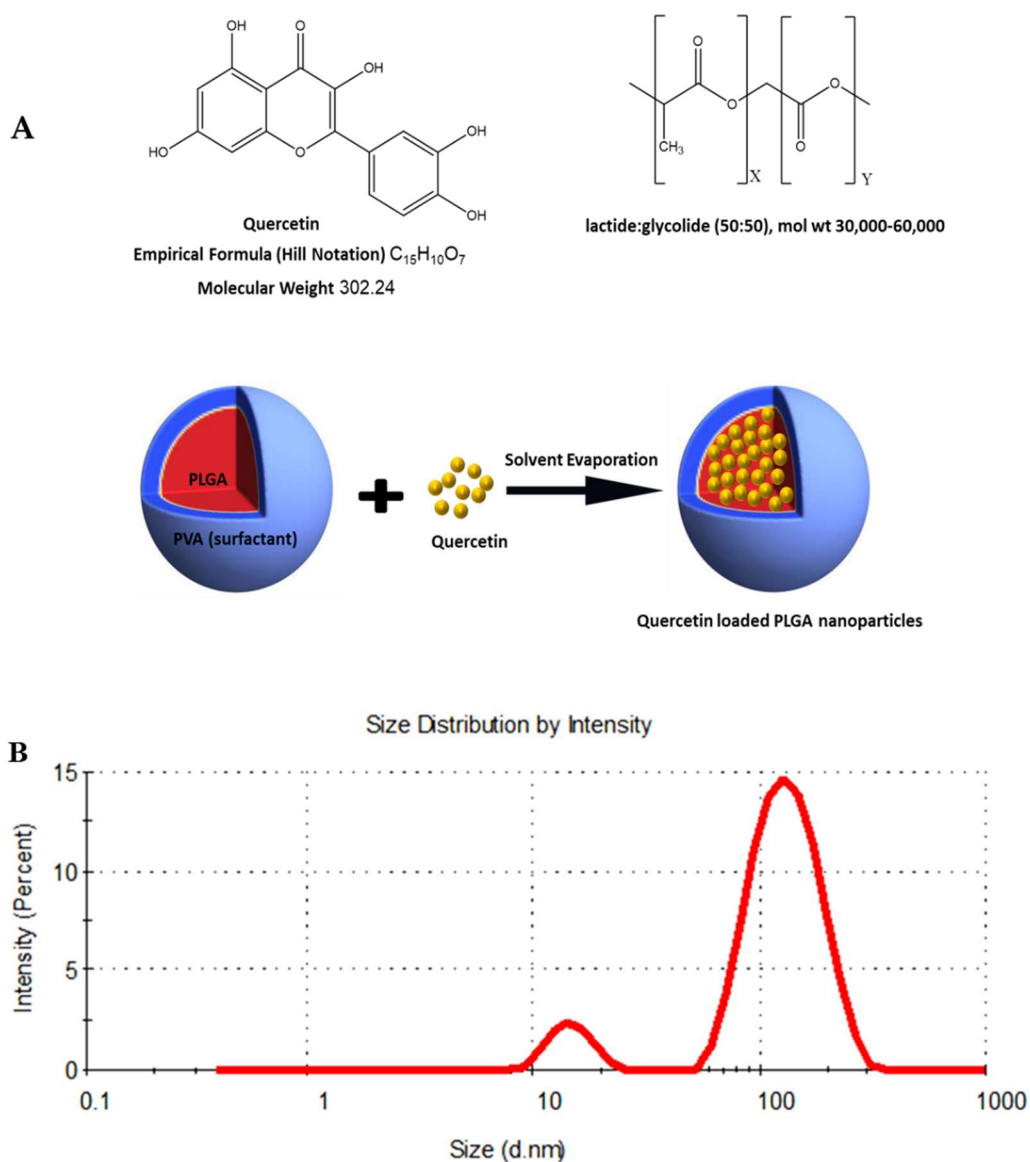 A
OH
O
OH
HO
O
OH
OH
Quercetin
Empirical Formula (Hill Notation) C₁₅H₁₀O₇
Molecular Weight 302.24
O
O
CH₃
X
O
O
Y
lactide:glycolide (50:50), mol wt 30,000-60,000
PLGA
PVA (surfactant)
Quercetin
Solvent Evaporation
Quercetin loaded PLGA nanoparticles
B
Size Distribution by Intensity
Intensity (Percent)
15
10
5
0
0.1
1
10
100
1000
Size (d.nm)